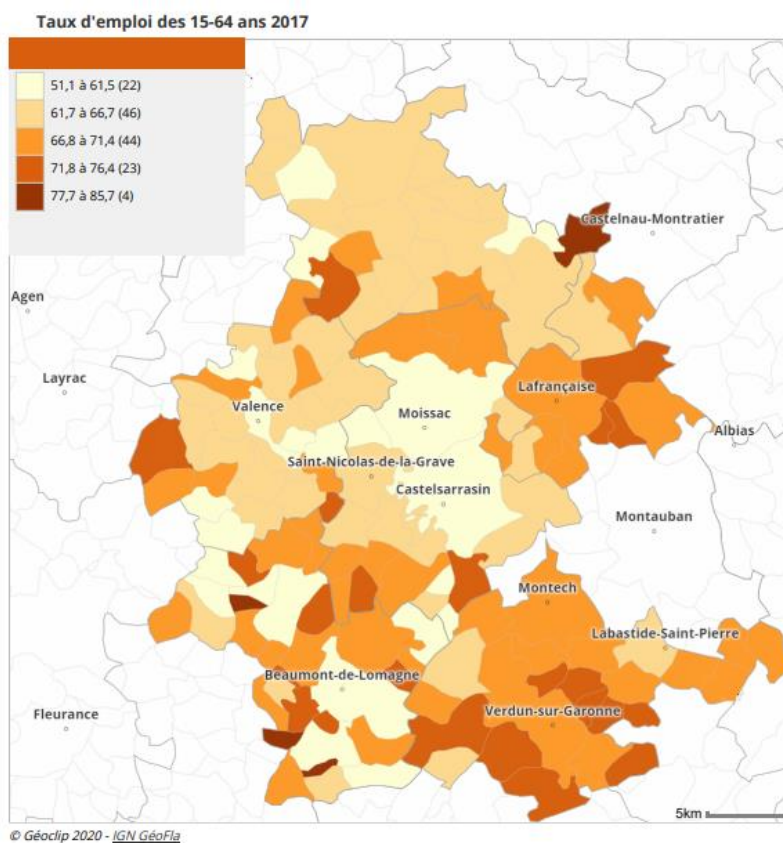 Taux d'emploi des 15-64 ans 2017
51,1 à 61,5 (22)
61,7 à 66,7 (46)
66,8 à 71,4 (44)
71,8 à 76,4 (23)
77,7 à 85,7 (4)
Castelnau-Montratier
Agen
Layrac
Lafrançaise
Valence
Moissac
Albias
Saint-Nicolas-de-la-Grave
Castelsarrasin
Montauban
Montech
Labastide-Saint-Pierre
Beaumont-de-Lomagne
Fleurance
Verdun-sur-Garonne
5km
© Géoclip 2020 - IGN GéoFla